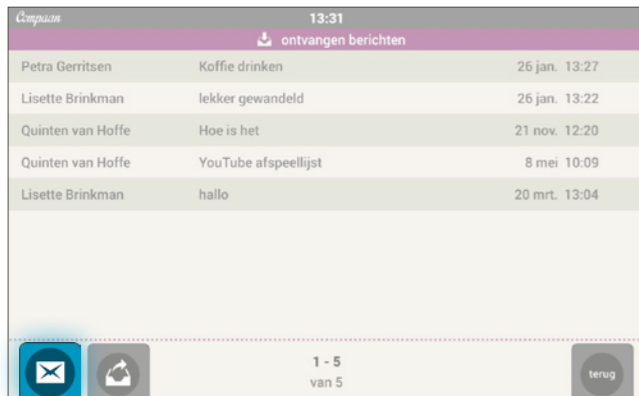 Compaan 13:31
ontvangen berichten
Petra Gerritsen Koffie drinken 26 jan. 13:27
Lisette Brinkman lekker gewandeld 26 jan. 13:22
Quinten van Hoffe Hoe is het 21 nov. 12:20
Quinten van Hoffe YouTube afspeellijst 8 mei 10:09
Lisette Brinkman hallo 20 mrt. 13:04
1 - 5
van 5
terug